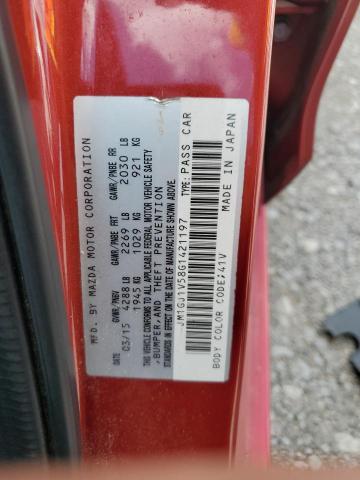 MFD. BY MAZDA MOTOR CORPORATION
GVWR/PNBV GAWR/PNBE FRT GAWR/PNBE RR
03/15 4288 LB 2269 LB 2030 LB
1945 KG 1029 KG 921 KG
THIS VEHICLE CONFORMS TO ALL APPLICABLE FEDERAL MOTOR VEHICLE SAFETY
,BUMPER, AND THEFT PREVENTION
STANDARDS IN EFFECT ON THE DATE OF MANUFACTURE SHOWN ABOVE.
JM1GJ1V58G1421197 TYPE: PASS CAR
BODY COLOR CODE:41V MADE IN JAPAN